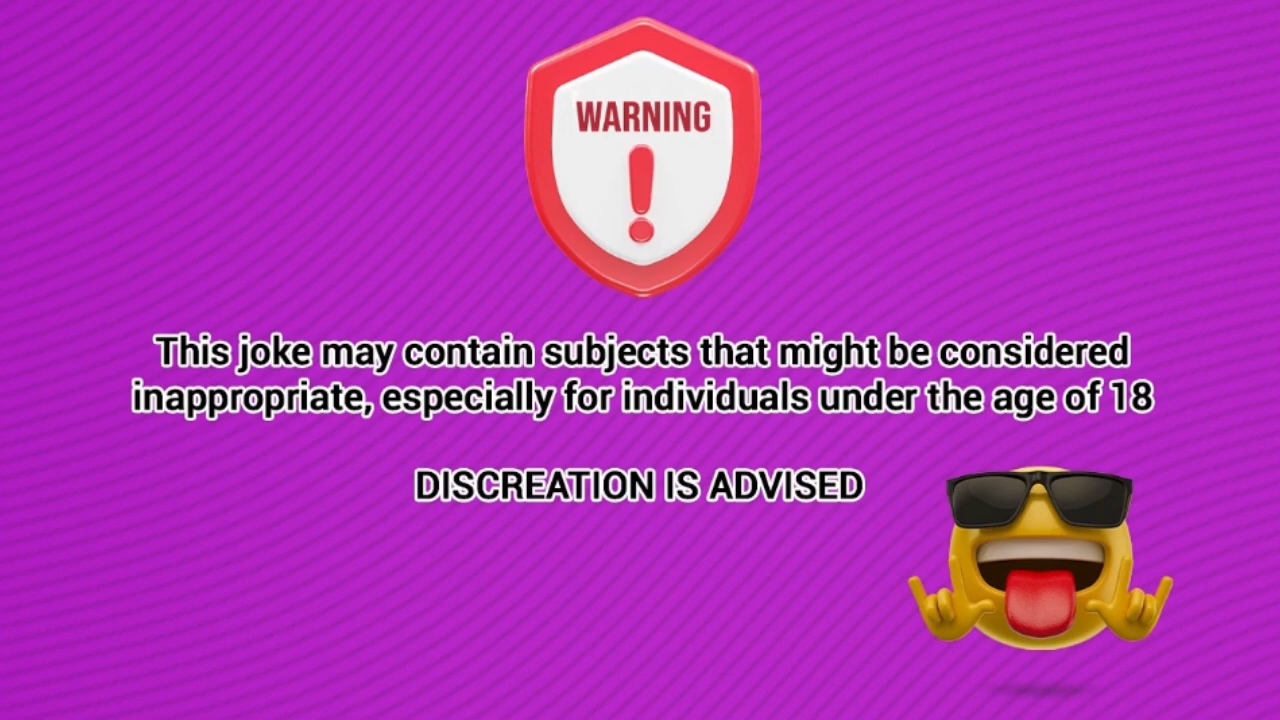 WARNING
This joke may contain subjects that might be considered
inappropriate, especially for individuals under the age of 18
DISCREATION IS ADVISED